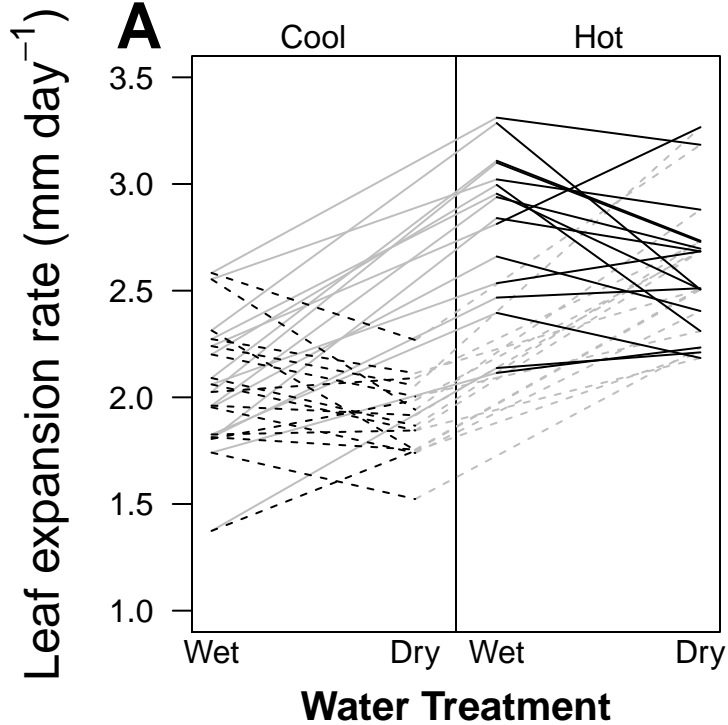 A
Cool Hot
Leaf expansion rate (mm day⁻¹)
3.5
3.0
2.5
2.0
1.5
1.0
Wet Dry Wet Dry
Water Treatment